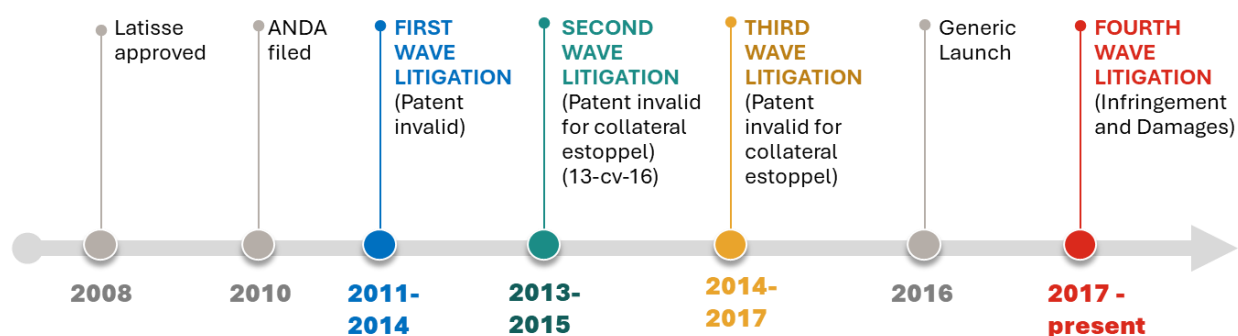 Latisse
approved
ANDA
filed
FIRST
WAVE
LITIGATION
(Patent
invalid)
SECOND
WAVE
LITIGATION
(Patent invalid
for collateral
estoppel)
(13-cv-16)
THIRD
WAVE
LITIGATION
(Patent
invalid for
collateral
estoppel)
Generic
Launch
FOURTH
WAVE
LITIGATION
(Infringement
and Damages)
2008
2010
2011-
2014
2013-
2015
2014-
2017
2016
2017 -
present